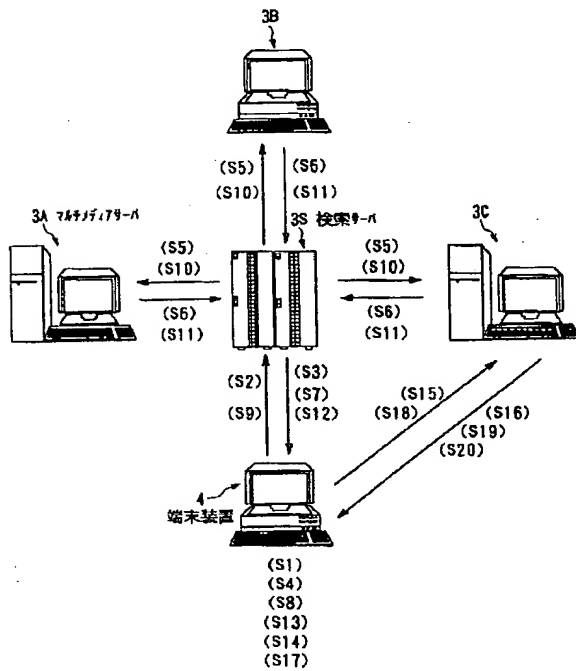 3B
(S5)
(S10)
(S6)
(S11)
3A マルチメディアサーバ
3S 検索サーバ
3C
(S5)
(S10)
(S6)
(S11)
(S5)
(S10)
(S6)
(S11)
(S2)
(S9)
(S3)
(S7)
(S12)
(S15)
(S18)
(S16)
(S19)
(S20)
4
端末装置
(S1)
(S4)
(S8)
(S13)
(S14)
(S17)